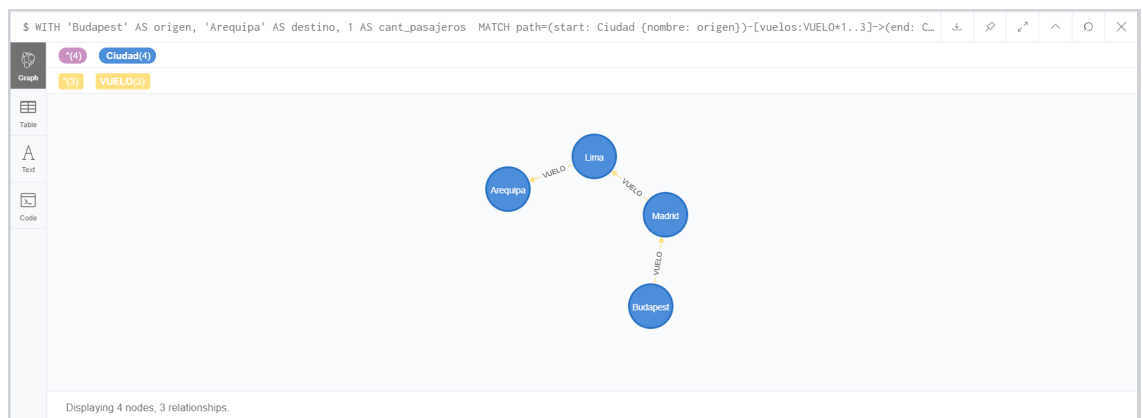 $ WITH 'Budapest' AS origen, 'Arequipa' AS destino, 1 AS cant_pasajeros MATCH path=(start: Ciudad {nombre: origen})-[vuelos:VUELO*1..3]->(end: C…
*(4) Ciudad(4)
*(3) VUELO(3)
Graph
Table
Text
Code
Lima
VUELO
Arequipa
VUELO
Madrid
VUELO
Budapest
Displaying 4 nodes, 3 relationships.